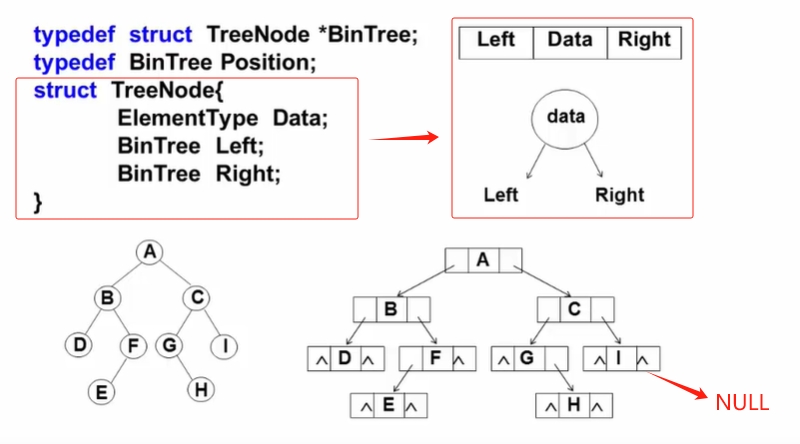 typedef struct TreeNode *BinTree;
typedef BinTree Position;
struct TreeNode{
ElementType Data;
BinTree Left;
BinTree Right;
}
Left Data Right
data
Left Right
A
B C
D F G I
E H
A
B C
^ D ^ F ^ ^ G ^ I ^
^ E ^ ^ H ^
NULL